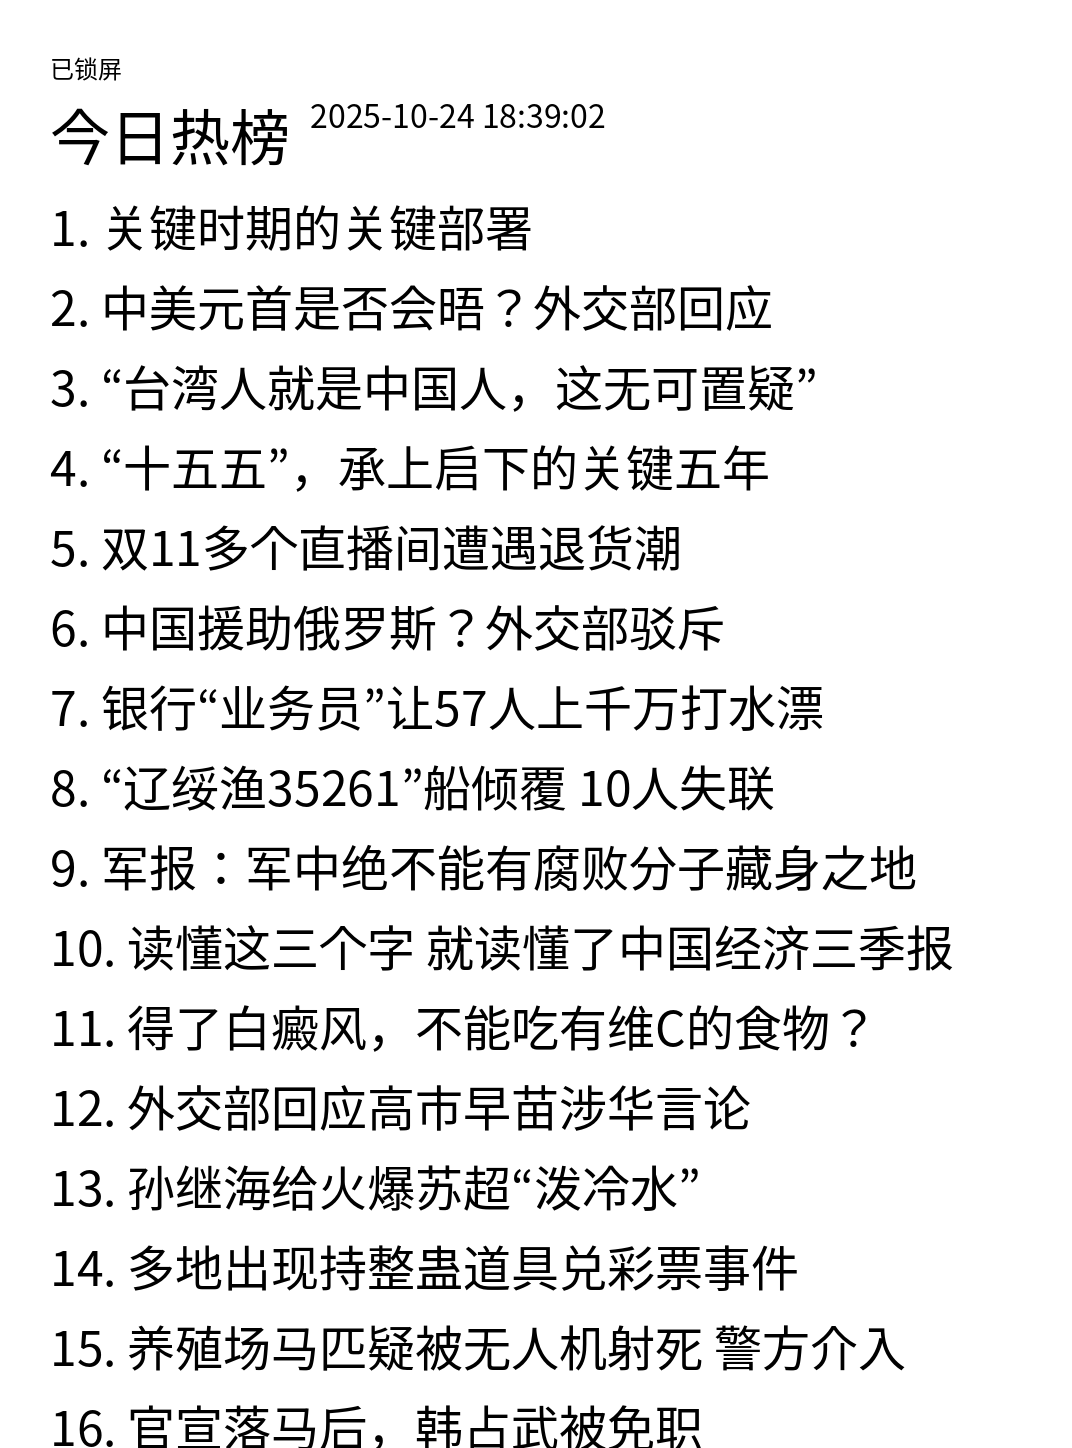 已锁屏
今日热榜 2025-10-24 18:39:02
1. 关键时期的关键部署
2. 中美元首是否会晤？外交部回应
3. “台湾人就是中国人，这无可置疑”
4. “十五五”，承上启下的关键五年
5. 双11多个直播间遭遇退货潮
6. 中国援助俄罗斯？外交部驳斥
7. 银行“业务员”让57人上千万打水漂
8. “辽绥渔35261”船倾覆 10人失联
9. 军报：军中绝不能有腐败分子藏身之地
10. 读懂这三个字 就读懂了中国经济三季报
11. 得了白癜风，不能吃有维C的食物？
12. 外交部回应高市早苗涉华言论
13. 孙继海给火爆苏超“泼冷水”
14. 多地出现持整蛊道具兑彩票事件
15. 养殖场马匹疑被无人机射死 警方介入
16. 官宣落马后，韩占武被免职